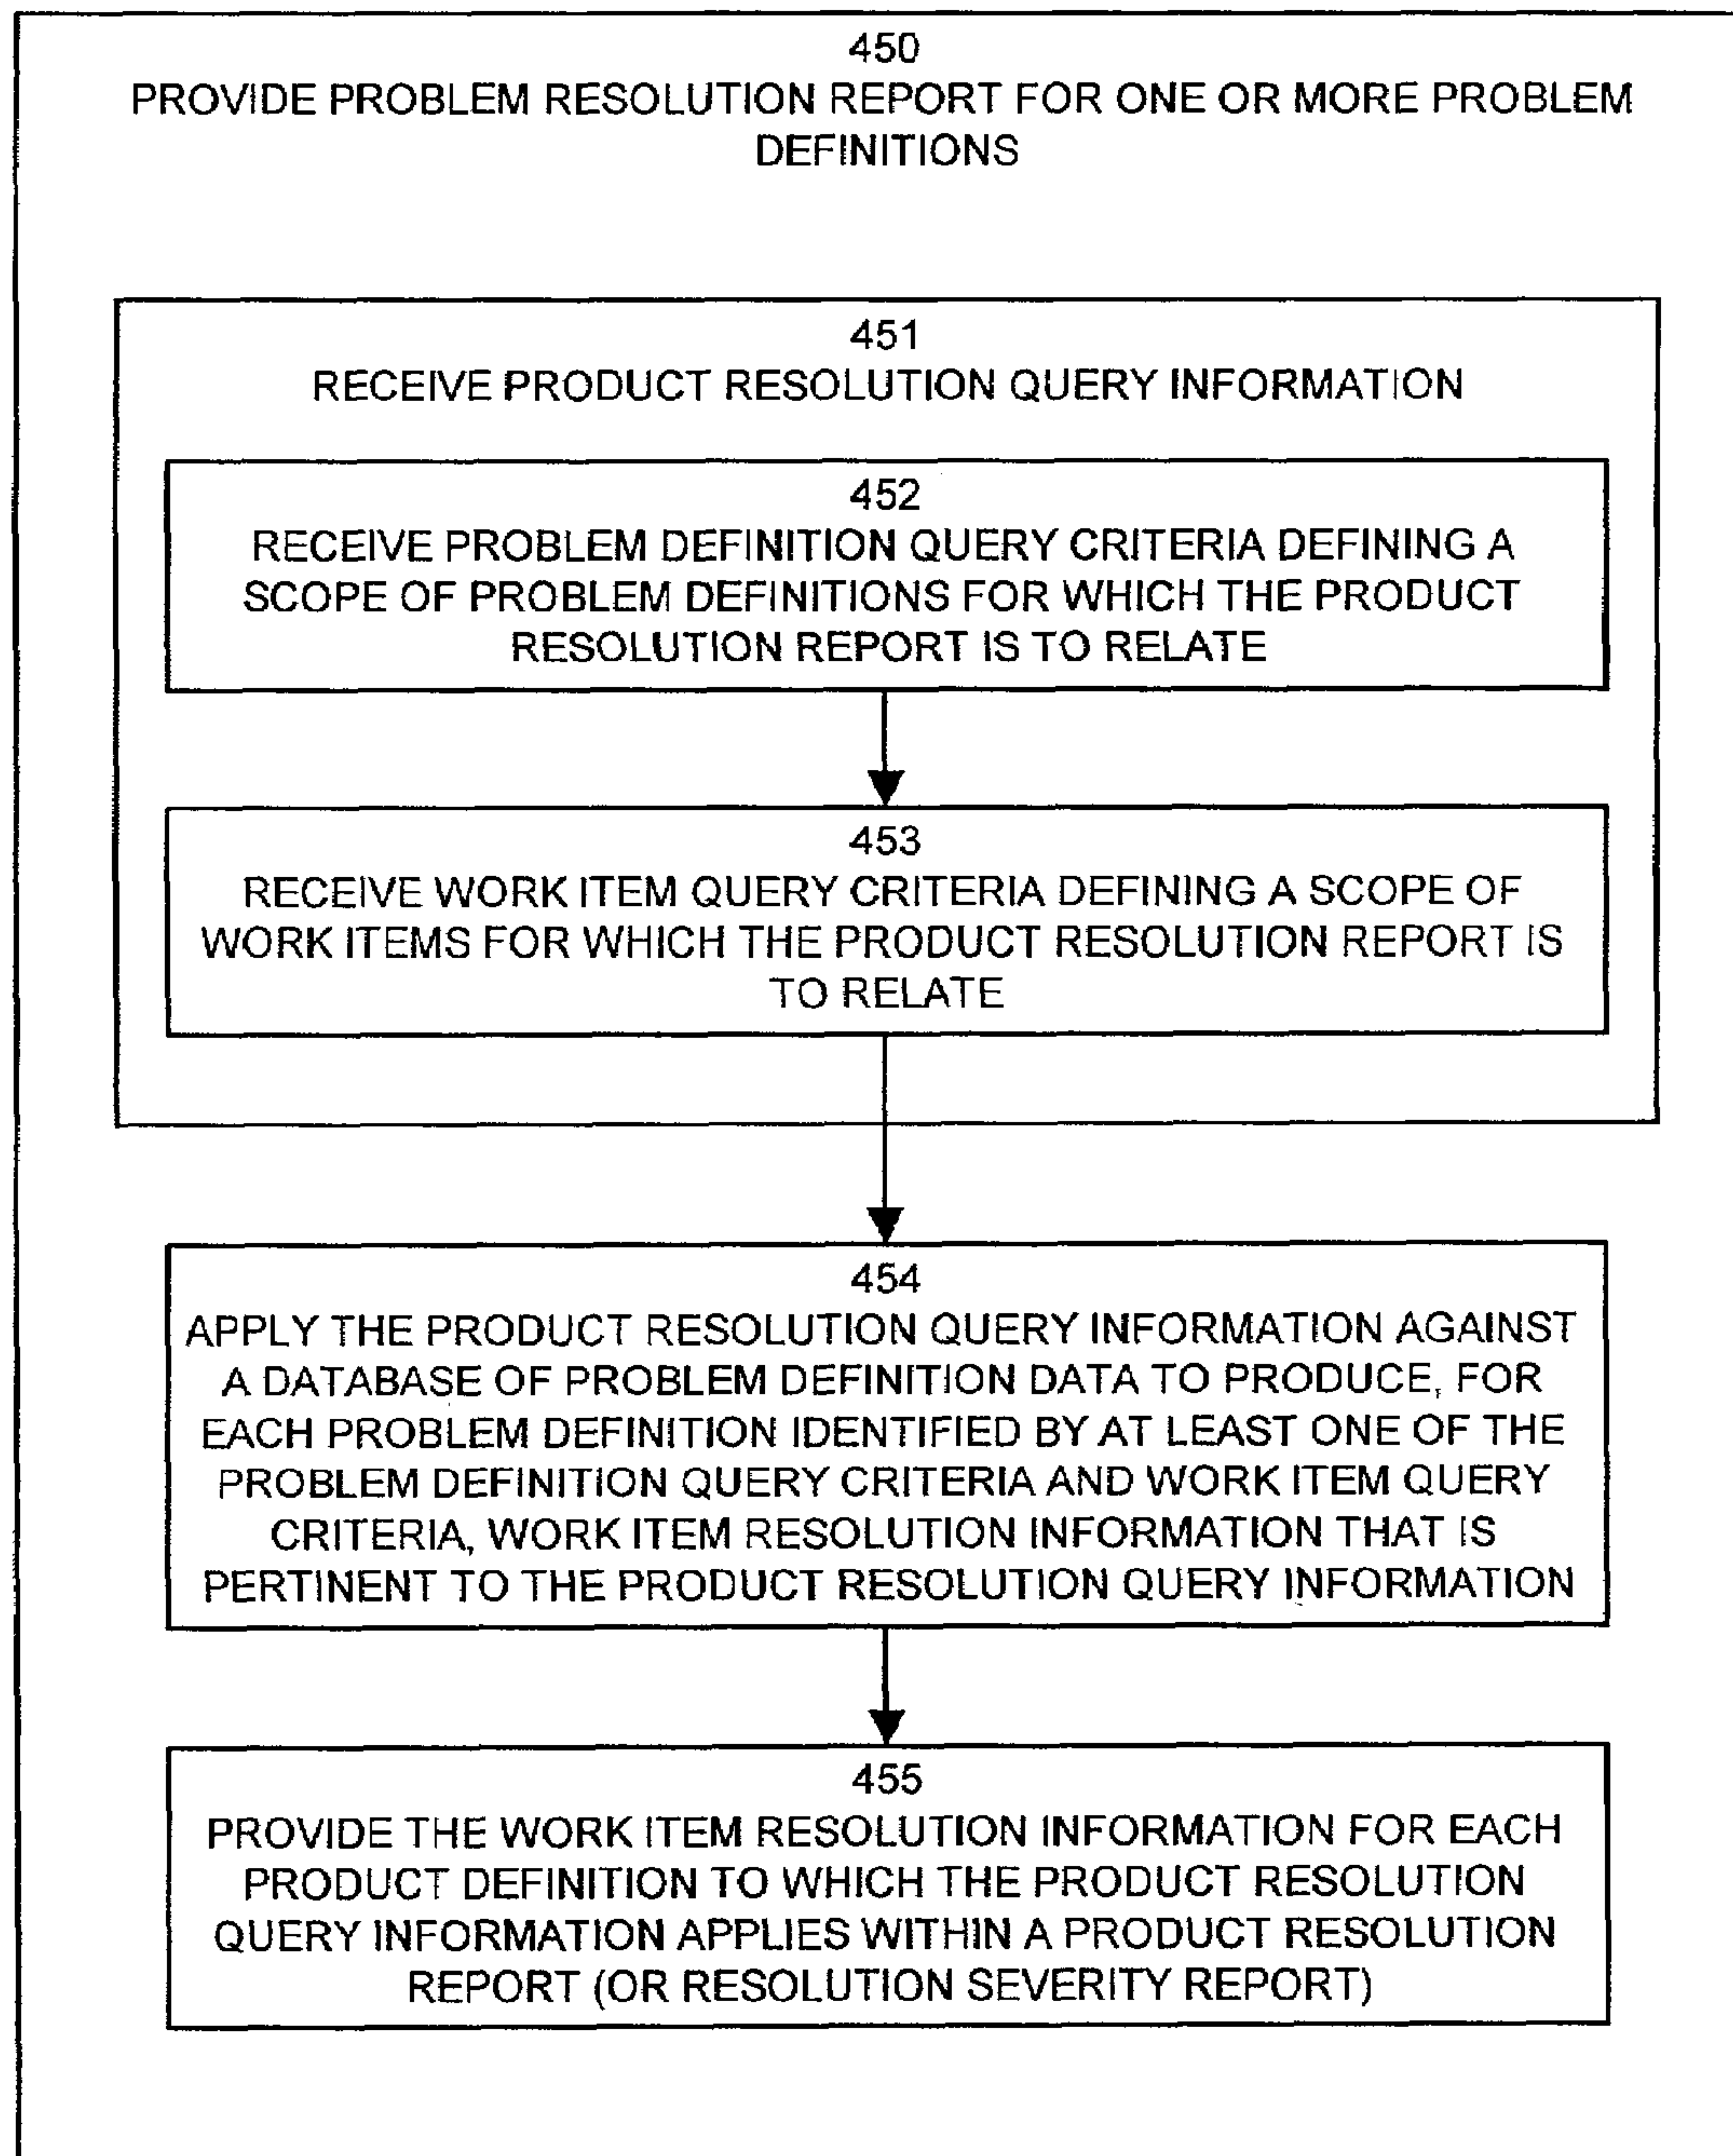 450
PROVIDE PROBLEM RESOLUTION REPORT FOR ONE OR MORE PROBLEM
DEFINITIONS
451
RECEIVE PRODUCT RESOLUTION QUERY INFORMATION
452
RECEIVE PROBLEM DEFINITION QUERY CRITERIA DEFINING A
SCOPE OF PROBLEM DEFINITIONS FOR WHICH THE PRODUCT
RESOLUTION REPORT IS TO RELATE
453
RECEIVE WORK ITEM QUERY CRITERIA DEFINING A SCOPE OF
WORK ITEMS FOR WHICH THE PRODUCT RESOLUTION REPORT IS
TO RELATE
454
APPLY THE PRODUCT RESOLUTION QUERY INFORMATION AGAINST
A DATABASE OF PROBLEM DEFINITION DATA TO PRODUCE, FOR
EACH PROBLEM DEFINITION IDENTIFIED BY AT LEAST ONE OF THE
PROBLEM DEFINITION QUERY CRITERIA AND WORK ITEM QUERY
CRITERIA, WORK ITEM RESOLUTION INFORMATION THAT IS
PERTINENT TO THE PRODUCT RESOLUTION QUERY INFORMATION
455
PROVIDE THE WORK ITEM RESOLUTION INFORMATION FOR EACH
PRODUCT DEFINITION TO WHICH THE PRODUCT RESOLUTION
QUERY INFORMATION APPLIES WITHIN A PRODUCT RESOLUTION
REPORT (OR RESOLUTION SEVERITY REPORT)